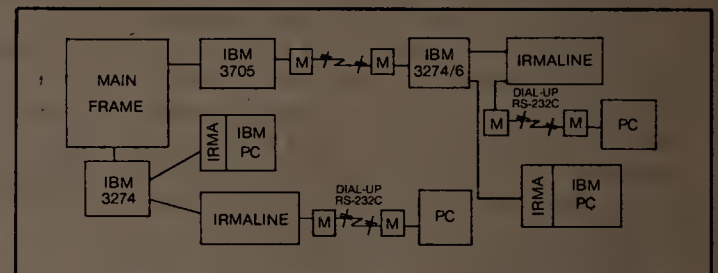 MAIN
FRAME
IBM
3705
M
M
IBM
3274/6
IRMALINE
DIAL-UP
RS-232C
M
M
PC
IRMA
IBM
PC
IBM
3274
IRMALINE
DIAL-UP
RS-232C
M
M
PC
IRMA
IBM
PC